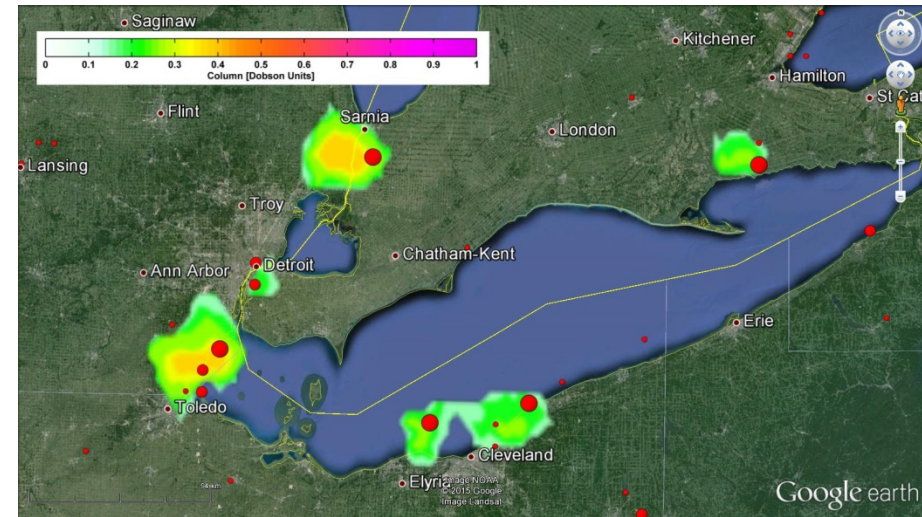 Saginaw
Kitchener
0 0.1 0.2 0.3 0.4 0.5 0.6 0.7 0.8 0.9 1
Column [Dobson Units]
N
Hamilton
St Cat
Flint
Sarnia
London
Lansing
Troy
Chatham-Kent
Detroit
Ann Arbor
Erie
Toledo
Cleveland
Elyria
Image NOAA
© 2015 Google
Image Landsat
Google earth